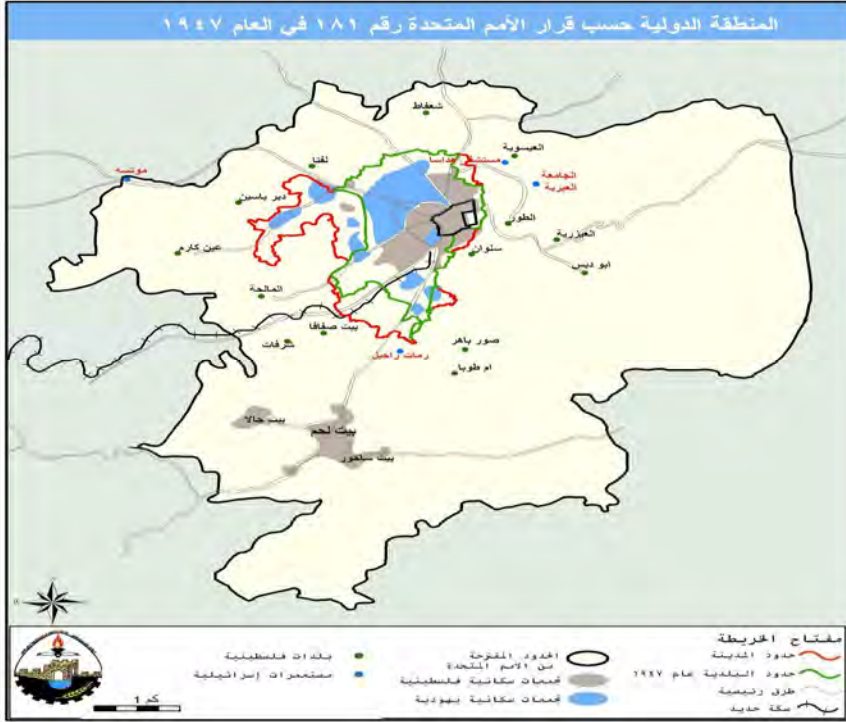 المنطقة الدولية حسب قرار الأمم المتحدة رقم ١٨١ في العام ١٩٤٧
شعفاط
العيسوية
مستشفى هداسا
الجامعة
العبرية
لفتا
موتسه
دير ياسين
الطور
العيزرية
عين كارم
سلوان
ابو ديس
المالحة
بيت صفافا
شرفات
صور باهر
رمات راحيل
ام طوبا
بيت جالا
بيت لحم
بيت ساحور
مفتاح الخريطة
حدود المدينة
حدود البلدية عام ١٩٤٧
طرق رئيسية
سكة حديد
الحدود المقترحة
من الأمم المتحدة
تجمعات سكانية فلسطينية
تجمعات سكانية يهودية
بلدات فلسطينية
مستعمرات إسرائيلية
كم 1